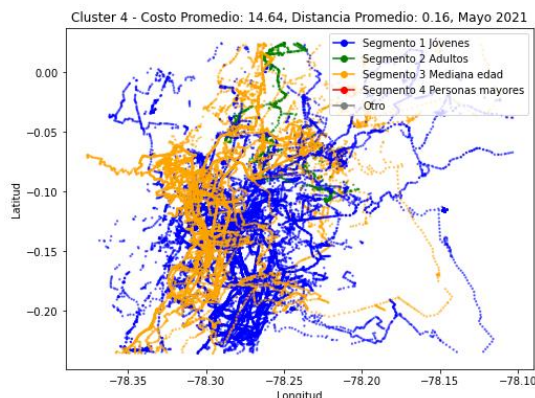 Cluster 4 - Costo Promedio: 14.64, Distancia Promedio: 0.16, Mayo 2021
Segmento 1 Jóvenes
Segmento 2 Adultos
Segmento 3 Mediana edad
Segmento 4 Personas mayores
Otro
Latitud
0.00
−0.05
−0.10
−0.15
−0.20
−78.35
−78.30
−78.25
−78.20
−78.15
−78.10
Longitud